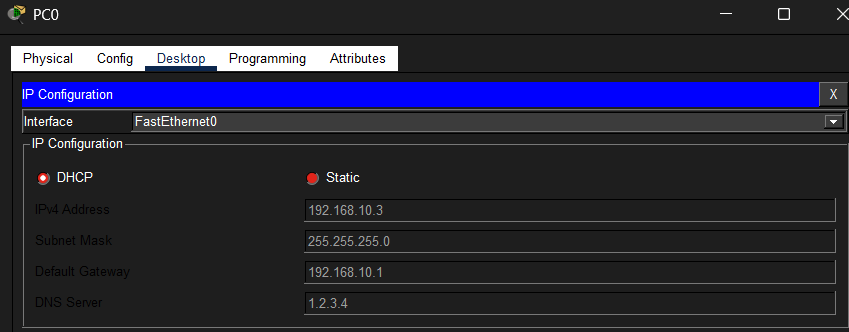 PC0
Physical Config Desktop Programming Attributes
IP Configuration X
Interface FastEthernet0
IP Configuration
DHCP Static
IPv4 Address 192.168.10.3
Subnet Mask 255.255.255.0
Default Gateway 192.168.10.1
DNS Server 1.2.3.4